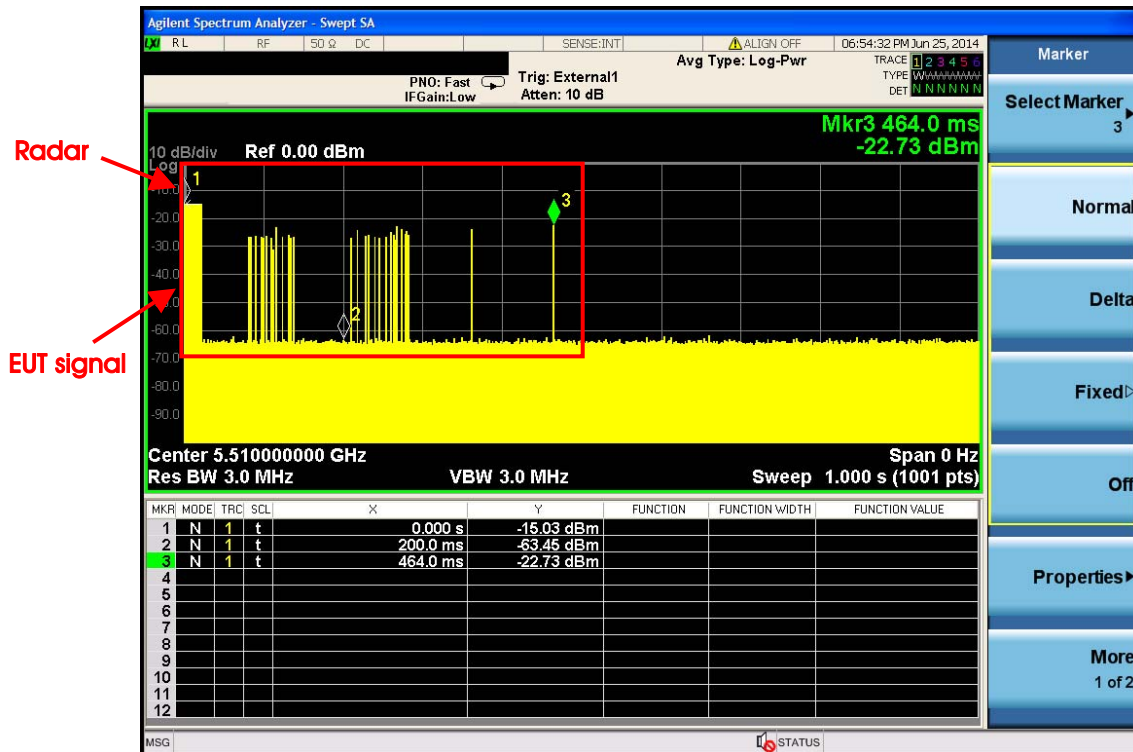 Agilent Spectrum Analyzer - Swept SA
LXI RL RF 50 Ω DC SENSE:INT ALIGN OFF 06:54:32 PM Jun 25, 2014
Marker
Avg Type: Log-Pwr
TRACE 1 2 3 4 5 6
TYPE WWWWWW
DET N N N N N N
PNO: Fast
IFGain:Low
Trig: External1
Atten: 10 dB
Select Marker
3
Mkr3 464.0 ms
-22.73 dBm
10 dB/div Ref 0.00 dBm
Log
Radar
1
3
-20.0
-30.0
-40.0
2
-60.0
-70.0
-80.0
-90.0
EUT signal
Normal
Delta
Fixed
Off
Properties
More
1 of 2
Center 5.510000000 GHz Span 0 Hz
Res BW 3.0 MHz VBW 3.0 MHz Sweep 1.000 s (1001 pts)
MKR MODE TRC SCL X Y FUNCTION FUNCTION WIDTH FUNCTION VALUE
1 N 1 t 0.000 s -15.03 dBm
2 N 1 t 200.0 ms -63.45 dBm
3 N 1 t 464.0 ms -22.73 dBm
4
5
6
7
8
9
10
11
12
MSG STATUS